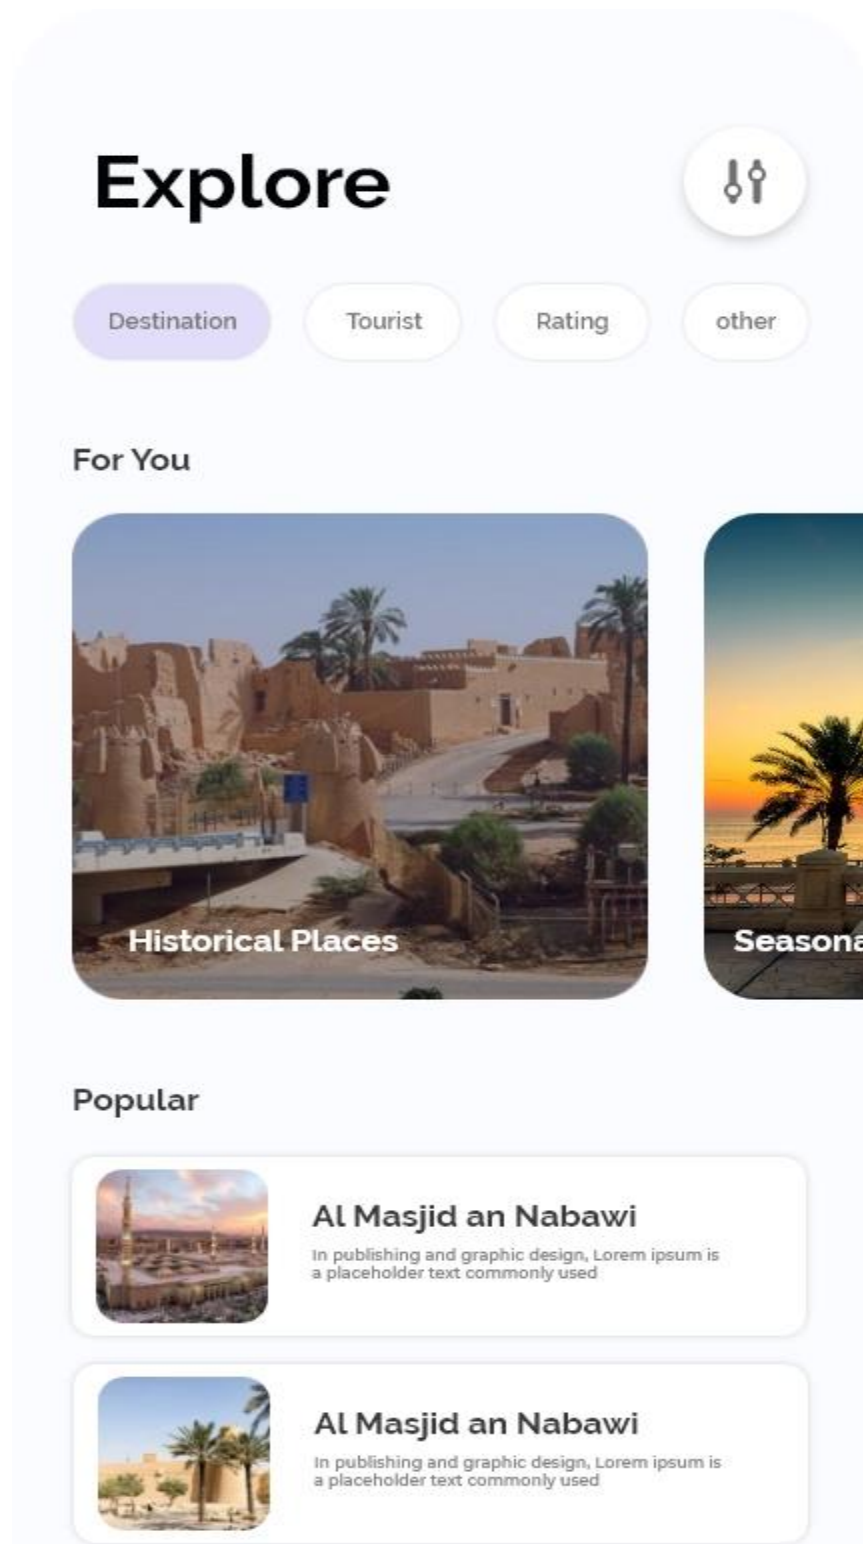 Explore
Destination
Tourist
Rating
other
For You
Historical Places
Seasona
Popular
Al Masjid an Nabawi
In publishing and graphic design, Lorem ipsum is
a placeholder text commonly used
Al Masjid an Nabawi
In publishing and graphic design, Lorem ipsum is
a placeholder text commonly used